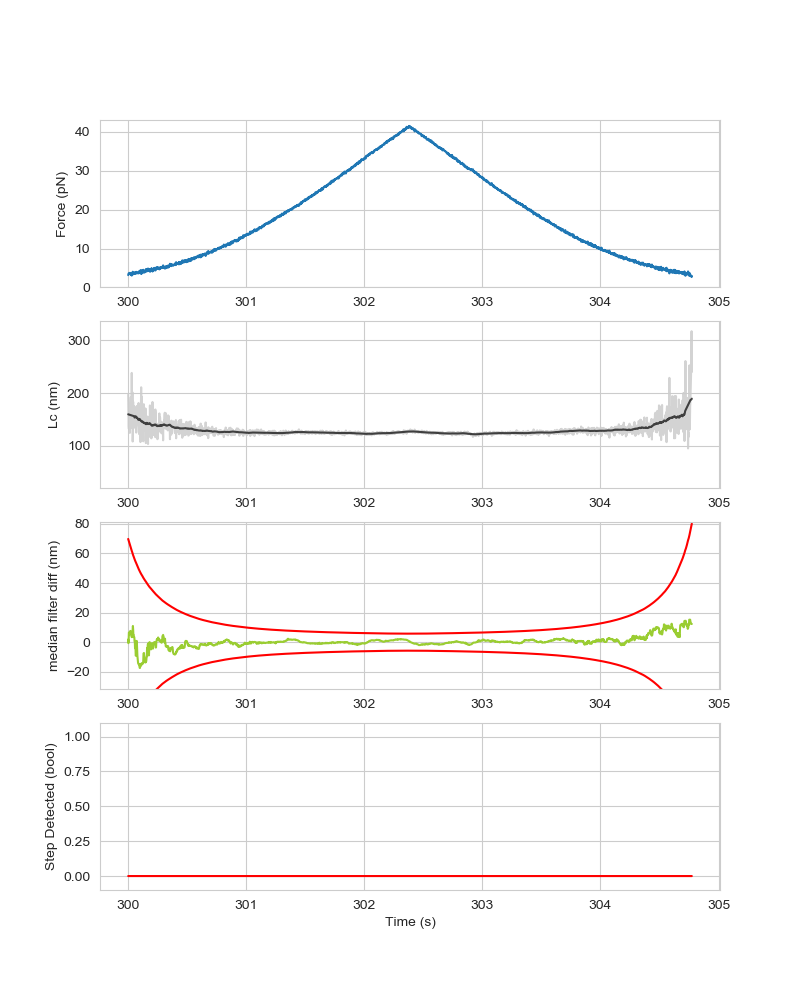 Force (pN)
40
30
20
10
0
300 301 302 303 304 305
Lc (nm)
300
200
100
300 301 302 303 304 305
median filter diff (nm)
80
60
40
20
0
−20
300 301 302 303 304 305
Step Detected (bool)
1.00
0.75
0.50
0.25
0.00
300 301 302 303 304 305
Time (s)